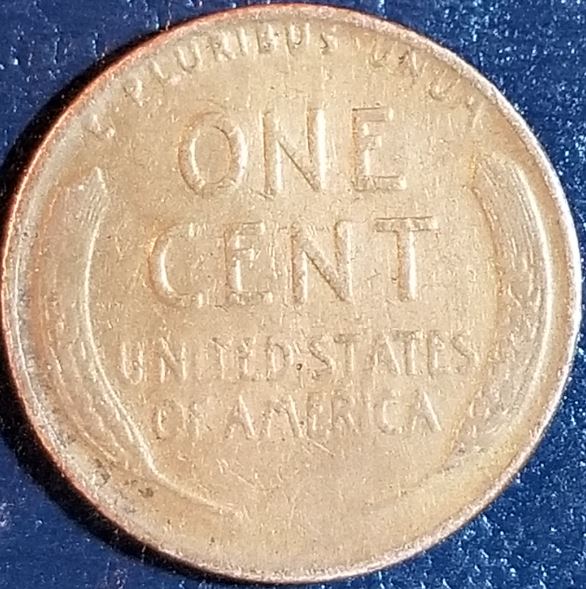 E PLURIBUS UNUM
ONE
CENT
UNITED STATES
OF AMERICA